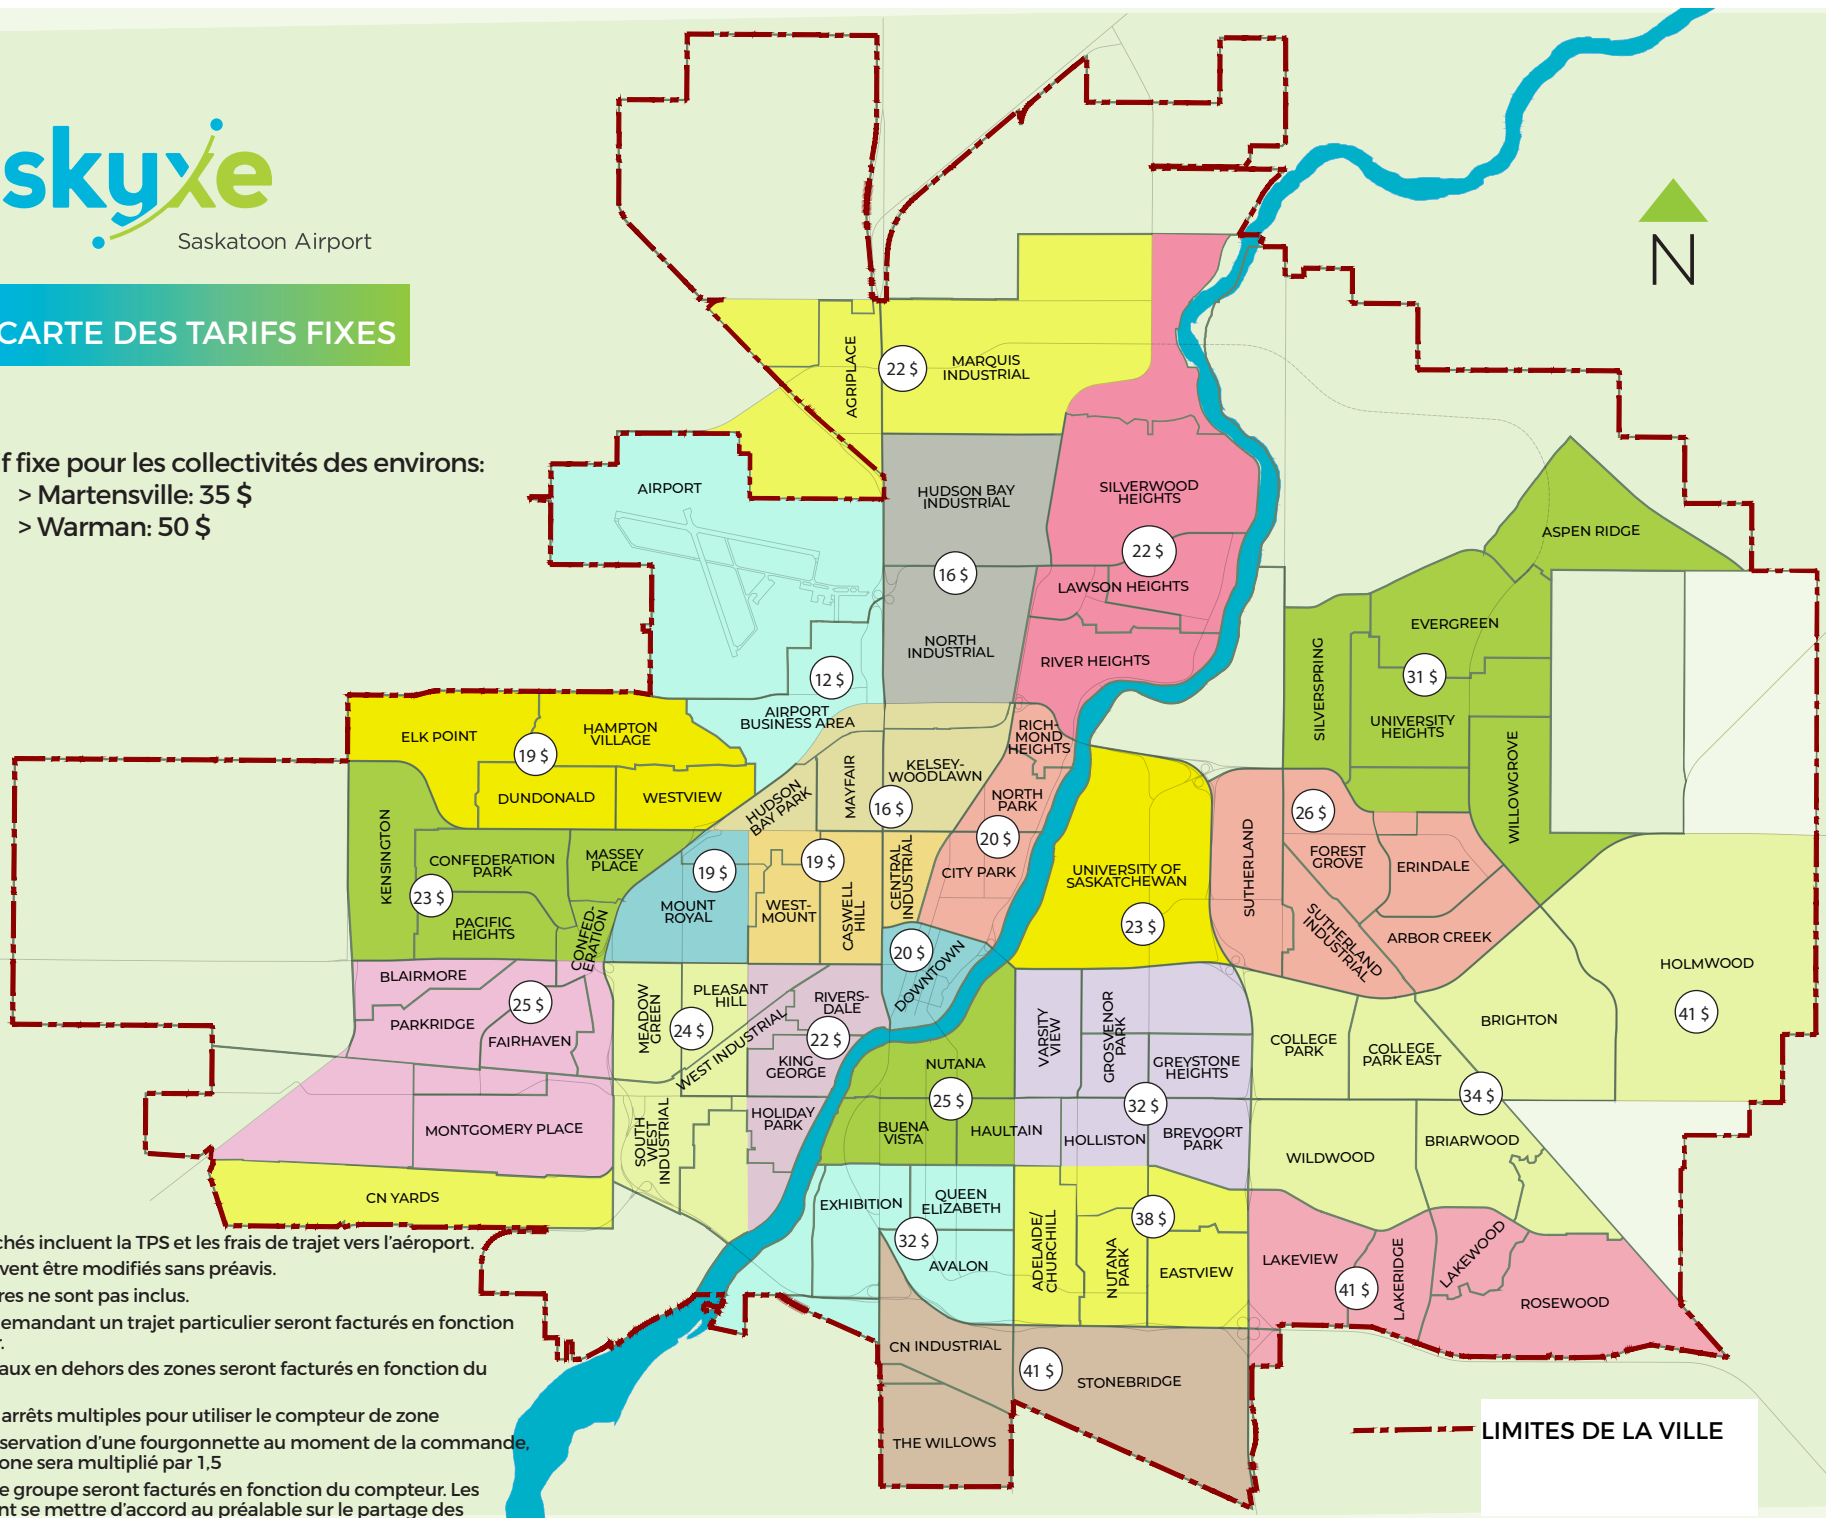 skyxe
Saskatoon Airport
CARTE DES TARIFS FIXES
N
f fixe pour les collectivités des environs:
> Martensville: 35 $
> Warman: 50 $
AGRIPLACE
22 $
MARQUIS
INDUSTRIAL
AIRPORT
HUDSON BAY
INDUSTRIAL
SILVERWOOD
HEIGHTS
22 $
ASPEN RIDGE
16 $
LAWSON HEIGHTS
NORTH
INDUSTRIAL
RIVER HEIGHTS
SILVERSPRING
EVERGREEN
31 $
UNIVERSITY
HEIGHTS
WILLOWGROVE
12 $
AIRPORT
BUSINESS AREA
ELK POINT
HAMPTON
VILLAGE
19 $
DUNDONALD
WESTVIEW
HUDSON
BAY PARK
MAYFAIR
KELSEY-
WOODLAWN
16 $
RICH-
MOND
HEIGHTS
NORTH
PARK
20 $
CITY PARK
KENSINGTON
CONFEDERATION
PARK
MASSEY
PLACE
23 $
PACIFIC
HEIGHTS
CONFED-
ERATION
19 $
MOUNT
ROYAL
19 $
WEST-
MOUNT
CASWELL
HILL
CENTRAL
INDUSTRIAL
UNIVERSITY OF
SASKATCHEWAN
23 $
SUTHERLAND
26 $
FOREST
GROVE
ERINDALE
SUTHERLAND
INDUSTRIAL
ARBOR CREEK
HOLMWOOD
41 $
20 $
DOWNTOWN
BLAIRMORE
25 $
PARKRIDGE
FAIRHAVEN
MEADOW
GREEN
PLEASANT
HILL
24 $
WEST INDUSTRIAL
RIVERS-
DALE
22 $
KING
GEORGE
NUTANA
25 $
VARSITY
VIEW
GROSVENOR
PARK
GREYSTONE
HEIGHTS
32 $
COLLEGE
PARK
COLLEGE
PARK EAST
BRIGHTON
34 $
MONTGOMERY PLACE
SOUTH
WEST
INDUSTRIAL
HOLIDAY
PARK
BUENA
VISTA
HAULTAIN
HOLLISTON
BREVOORT
PARK
WILDWOOD
BRIARWOOD
CN YARDS
EXHIBITION
QUEEN
ELIZABETH
32 $
AVALON
ADELAIDE/
CHURCHILL
NUTANA
PARK
38 $
EASTVIEW
LAKEVIEW
41 $
LAKERIDGE
LAKEWOOD
ROSEWOOD
CN INDUSTRIAL
41 $
STONEBRIDGE
THE WILLOWS
chés incluent la TPS et les frais de trajet vers l'aéroport.
vent être modifiés sans préavis.
res ne sont pas inclus.
emandant un trajet particulier seront facturés en fonction
r.
aux en dehors des zones seront facturés en fonction du
arrêts multiples pour utiliser le compteur de zone
servation d'une fourgonnette au moment de la commande,
one sera multiplié par 1,5
e groupe seront facturés en fonction du compteur. Les
nt se mettre d'accord au préalable sur le partage des
LIMITES DE LA VILLE